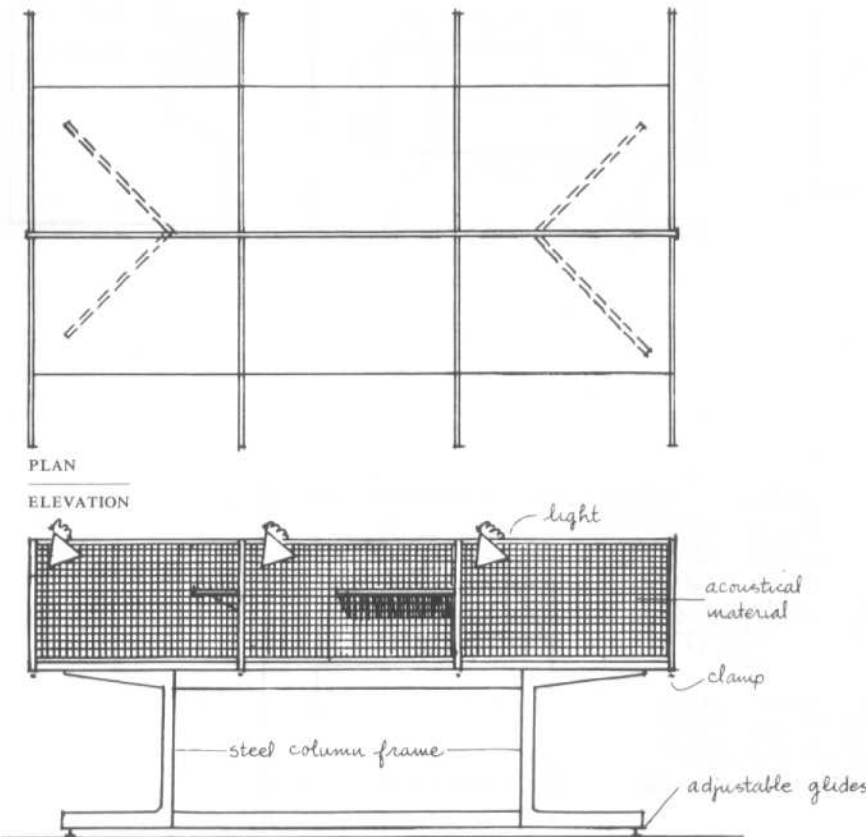 PLAN
ELEVATION
light
acoustical
material
clamp
steel column frame
adjustable glides